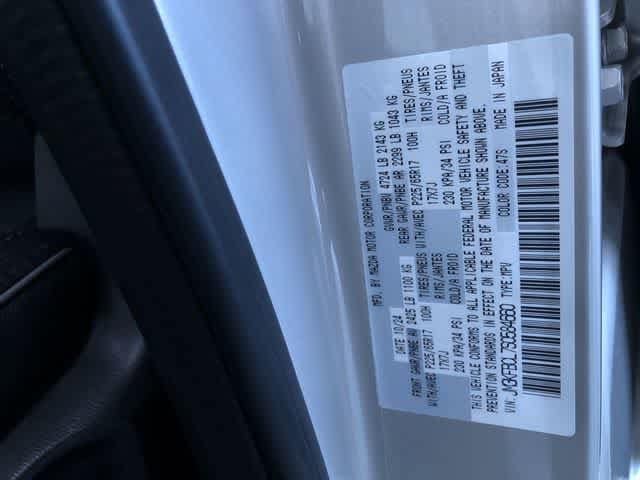 MFD. BY MAZDA MOTOR CORPORATION
DATE 10/24 GVWR/PNBV 4724 LB 2143 KG
FRONT GAWR/PNBE AV 2425 LB 1100 KG REAR GAWR/PNBE AR 2299 LB 1043 KG
WITH/AVEC P225/65R17 100H TIRES/PNEUS WITH/AVEC P225/65R17 100H TIRES/PNEUS
17X7J RIMS/JANTES 17X7J RIMS/JANTES
230 KPA/34 PSI COLD/A FROID 230 KPA/34 PSI COLD/A FROID
THIS VEHICLE CONFORMS TO ALL APPLICABLE FEDERAL MOTOR VEHICLE SAFETY AND THEFT
PREVENTION STANDARDS IN EFFECT ON THE DATE OF MANUFACTURE SHOWN ABOVE.
VIN: TYPE:MPV COLOR CODE:47S MADE IN JAPAN